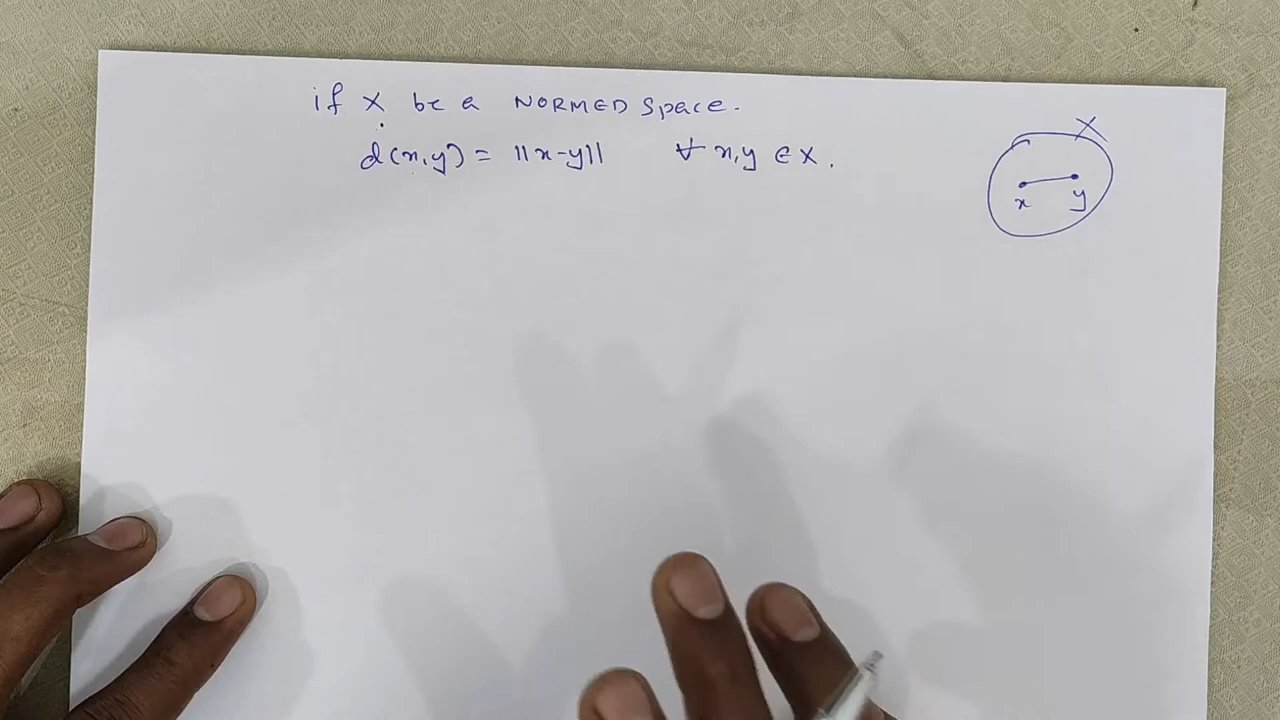 if X be a NORMED space.
d(x,y) = ||x-y|| ∀ x,y ∈ X.
X
x y